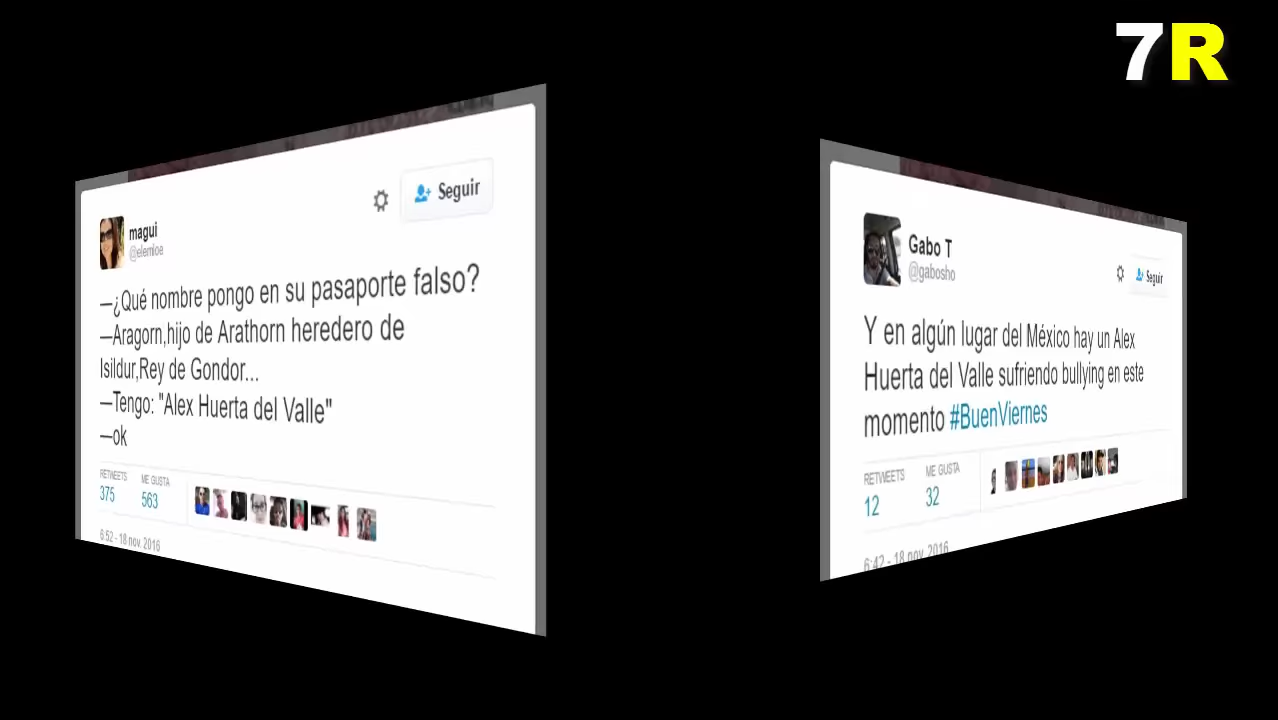 7R
magui
@elemloe
Seguir
—¿Qué nombre pongo en su pasaporte falso?
—Aragorn,hijo de Arathorn heredero de
Isildur,Rey de Gondor...
—Tengo: "Alex Huerta del Valle"
—ok
RETWEETS
ME GUSTA
375
563
6:52 - 18 nov. 2016
Gabo T
@gabosho
Seguir
Y en algún lugar del México hay un Alex
Huerta del Valle sufriendo bullying en este
momento #BuenViernes
RETWEETS
ME GUSTA
12
32
6:42 - 18 nov. 2016